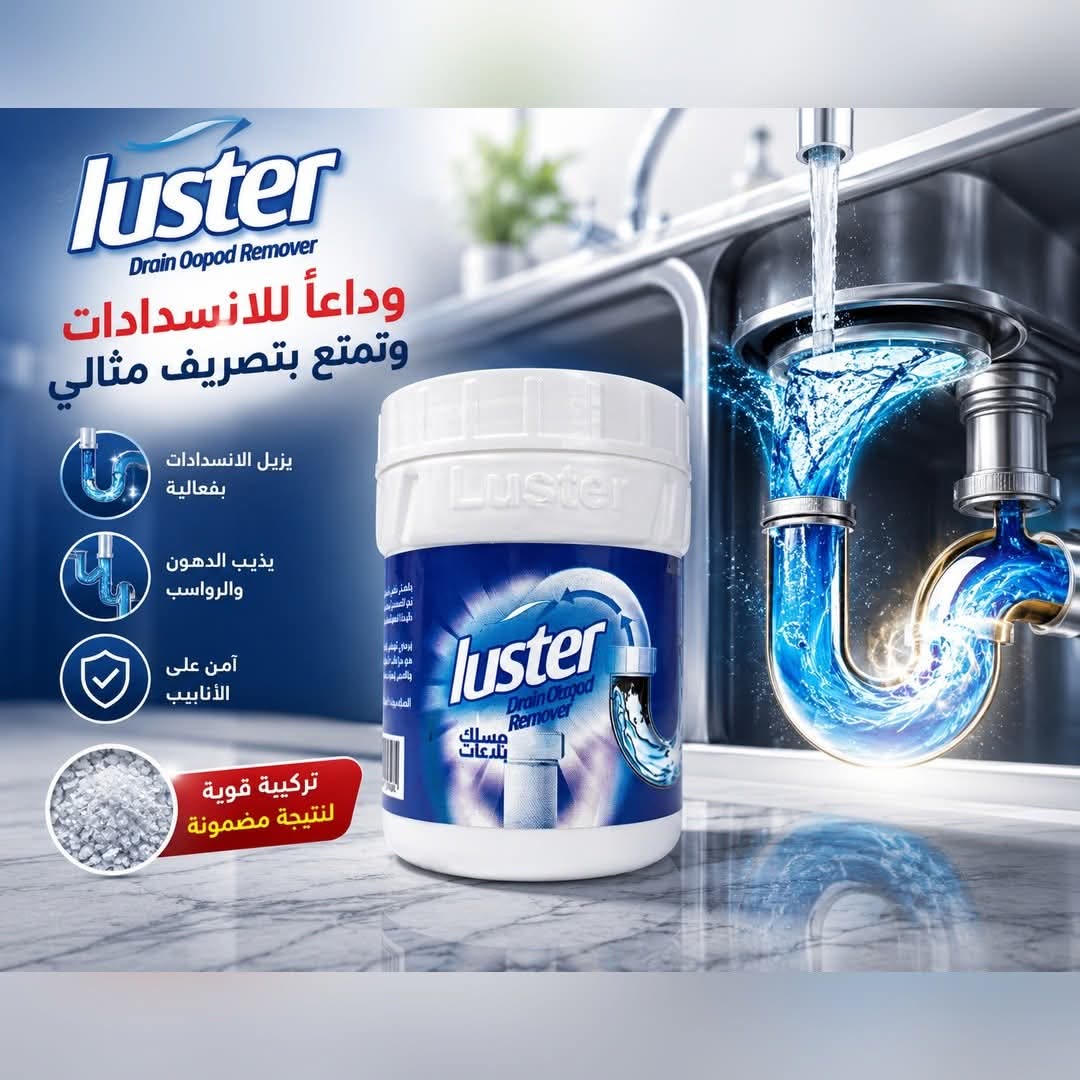 luster
Drain Oopod Remover
وداعاً للانسدادات
وتمتع بتصريف مثالي
يزيل الانسدادات
بفعالية
يذيب الدهون
والرواسب
آمن على
الأنابيب
تركيبة قوية
لنتيجة مضمونة
Luster
luster
Remover
مسلك